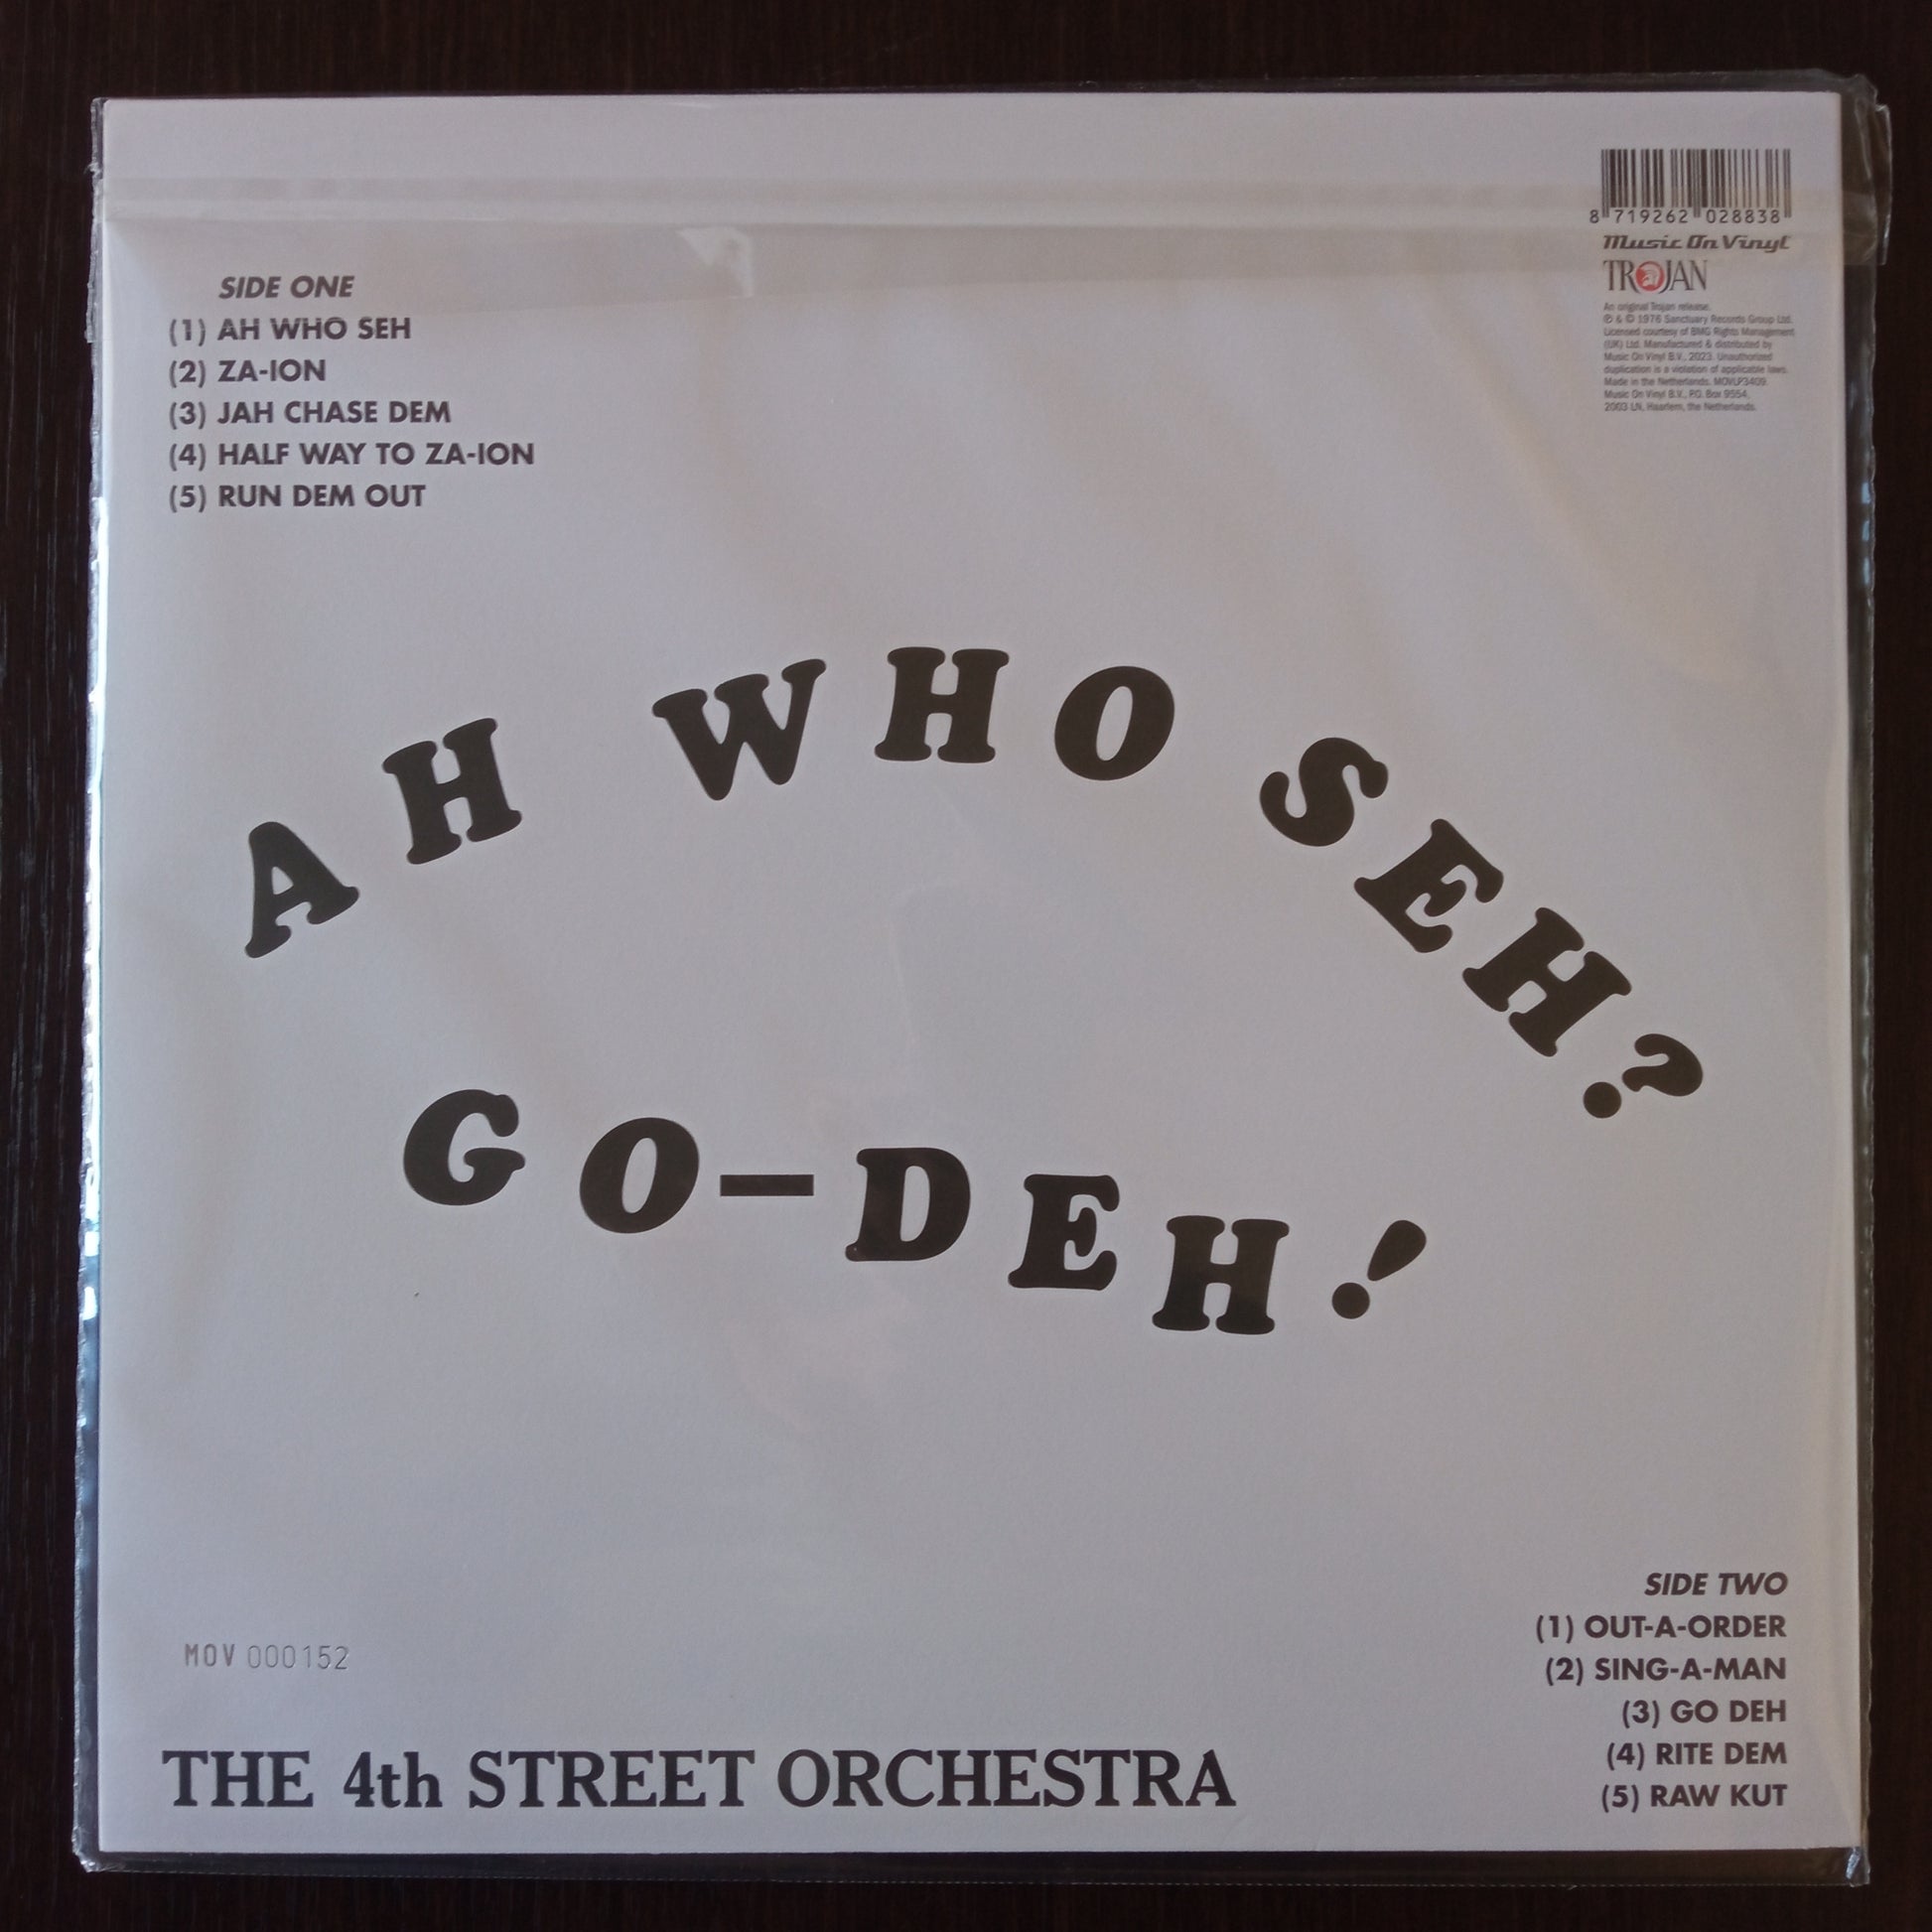 8 719262 028838
Music On Vinyl
TROJAN
An original Trojan release.
℗ & © 1976 Sanctuary Records Group Ltd.
Licensed courtesy of BMG Rights Management
(UK) Ltd. Manufactured & distributed by
Music On Vinyl B.V., 2023. Unauthorized
duplication is a violation of applicable laws.
Made in the Netherlands. MOVLP3409.
Music On Vinyl B.V., P.O. Box 9554,
2003 LN, Haarlem, the Netherlands.
SIDE ONE
(1) AH WHO SEH
(2) ZA-ION
(3) JAH CHASE DEM
(4) HALF WAY TO ZA-ION
(5) RUN DEM OUT
AH WHO SEH?
GO-DEH!
SIDE TWO
(1) OUT-A-ORDER
(2) SING-A-MAN
(3) GO DEH
(4) RITE DEM
(5) RAW KUT
MOV 000152
THE 4th STREET ORCHESTRA